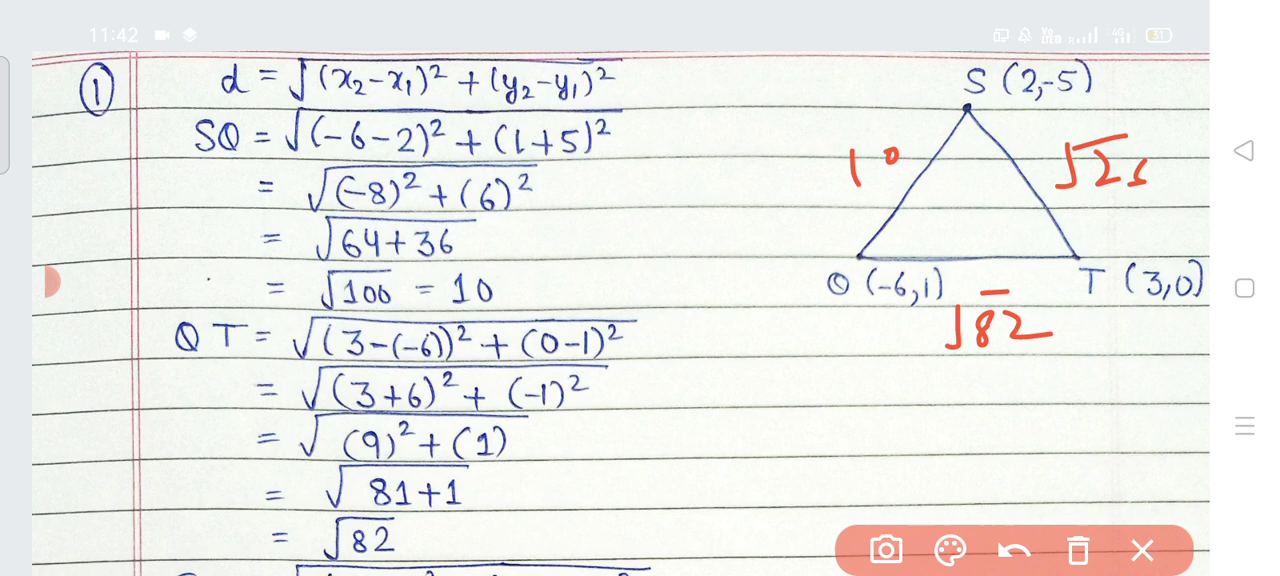 11:42
31
① d = √(x₂-x₁)² + (y₂-y₁)²
S (2,-5)
SQ = √(-6-2)² + (1+5)²
10
√2
= √(-8)² + (6)²
= √64+36
Q (-6,1)
T (3,0)
= √100 = 10
√82
QT = √(3-(-6))² + (0-1)²
= √(3+6)² + (-1)²
= √(9)² + (1)
= √81+1
= √82